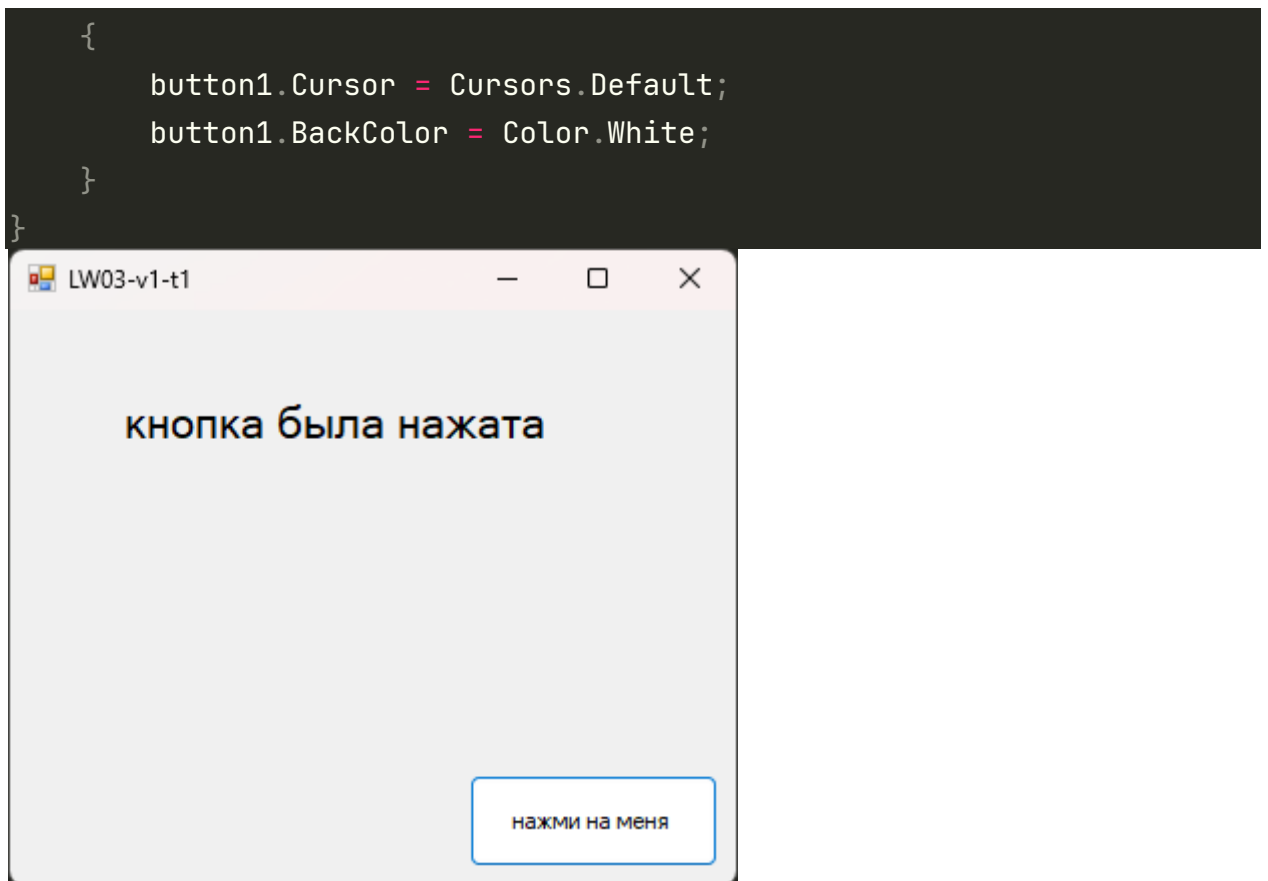 {
button1.Cursor = Cursors.Default;
button1.BackColor = Color.White;
}
}
LW03-v1-t1
кнопка была нажата
нажми на меня